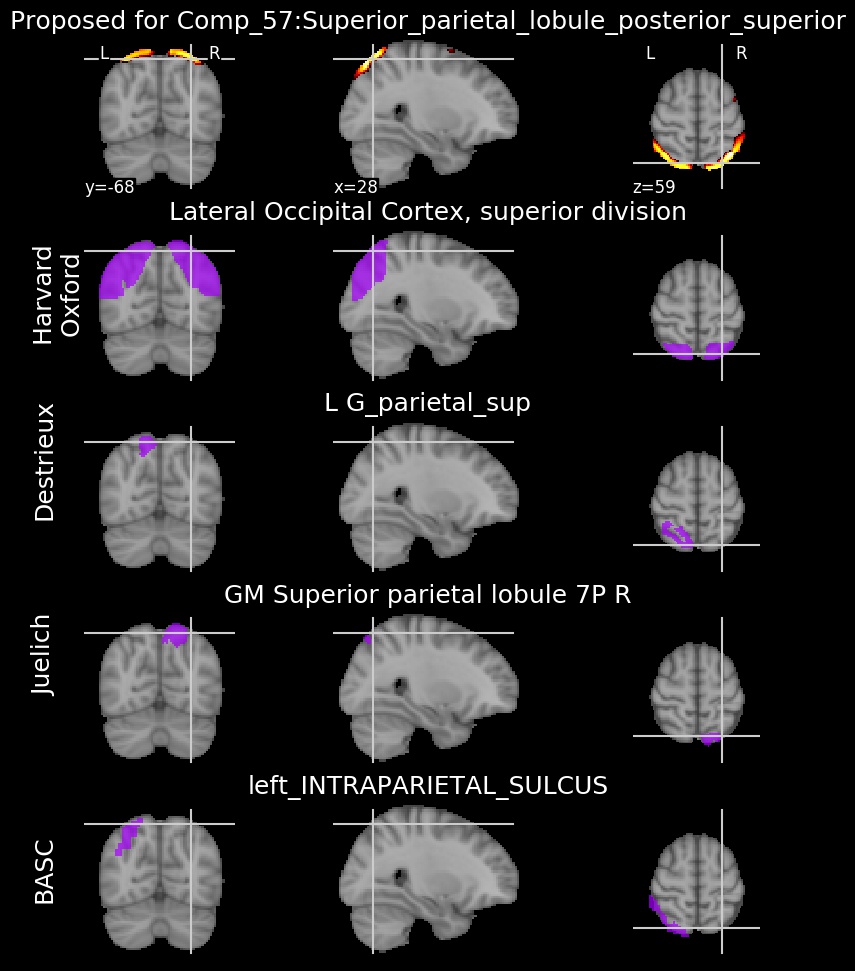 Proposed for Comp_57:Superior_parietal_lobule_posterior_superior
L R
L R
y=-68
x=28
z=59
Lateral Occipital Cortex, superior division
Harvard
Oxford
L G_parietal_sup
Destrieux
GM Superior parietal lobule 7P R
Juelich
left_INTRAPARIETAL_SULCUS
BASC